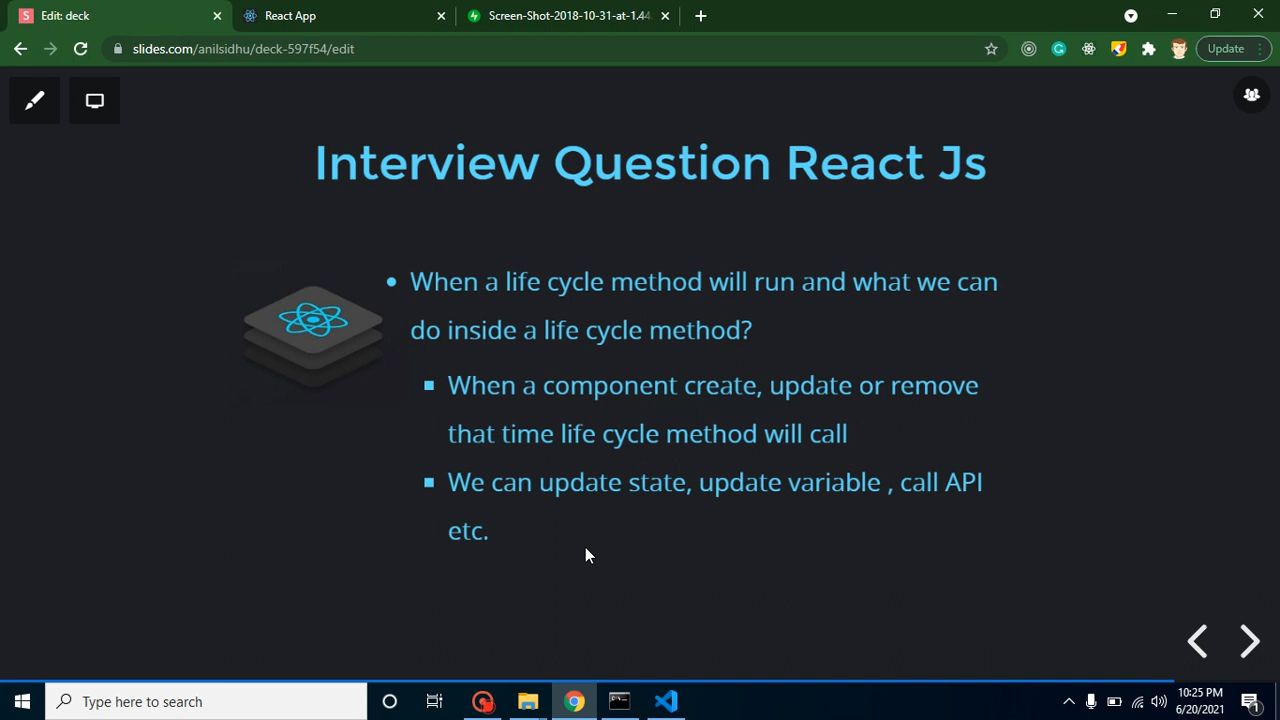 Edit: deck
React App
Screen-Shot-2018-10-31-at-1.44
slides.com/anilsidhu/deck-597f54/edit
Update
Interview Question React Js
When a life cycle method will run and what we can
do inside a life cycle method?
When a component create, update or remove
that time life cycle method will call
We can update state, update variable , call API
etc.
Type here to search
10:25 PM
6/20/2021
1